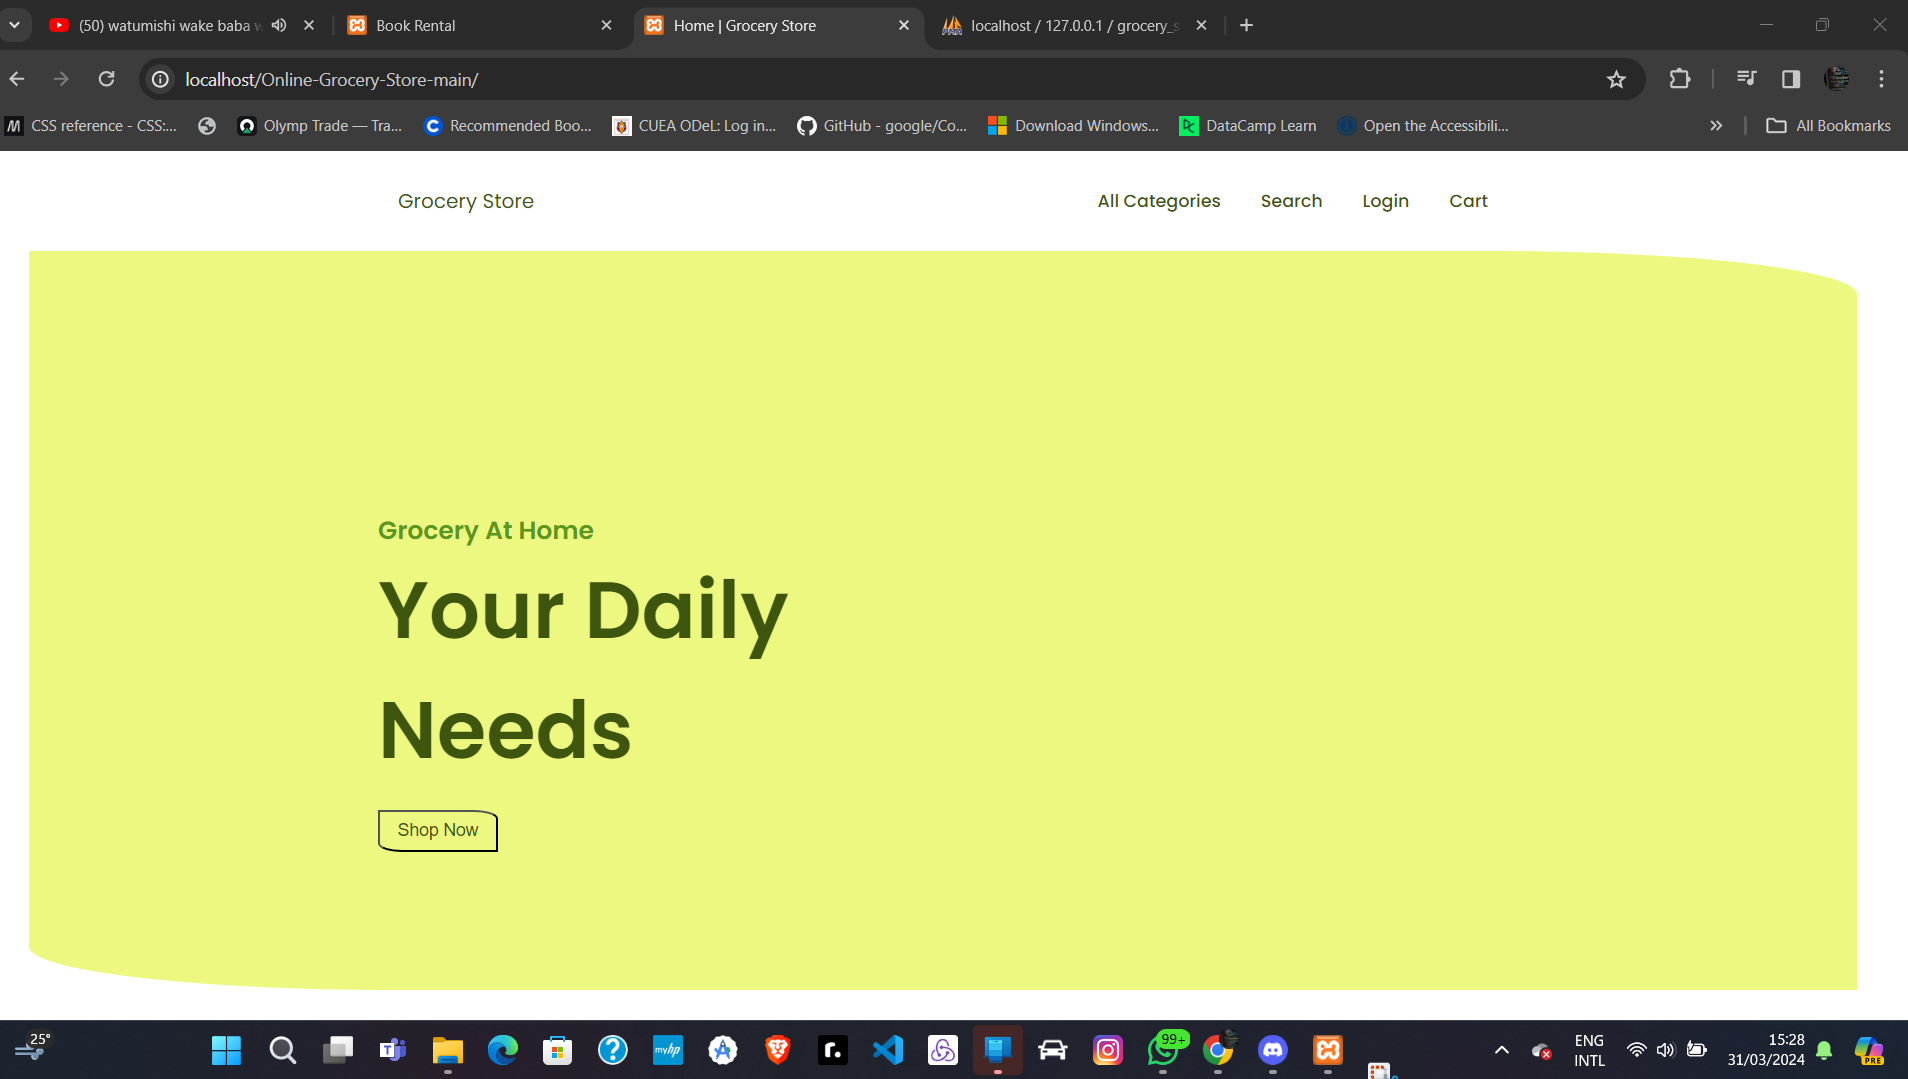 (50) watumishi wake baba w
Book Rental
Home | Grocery Store
localhost / 127.0.0.1 / grocery_s
localhost/Online-Grocery-Store-main/
CSS reference - CSS:...
Olymp Trade — Tra...
Recommended Boo...
CUEA ODeL: Log in...
GitHub - google/Co...
Download Windows...
DataCamp Learn
Open the Accessibili...
All Bookmarks
Grocery Store
All Categories
Search
Login
Cart
Grocery At Home
Your Daily
Needs
Shop Now
25°
myhp
r.
99+
ENG
INTL
15:28
31/03/2024
PRE